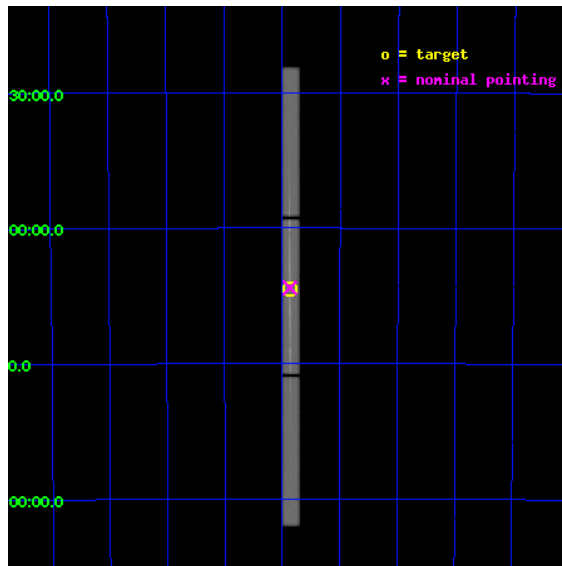 o = target
x = nominal pointing
30:00.0
00:00.0
0.0
00:00.0